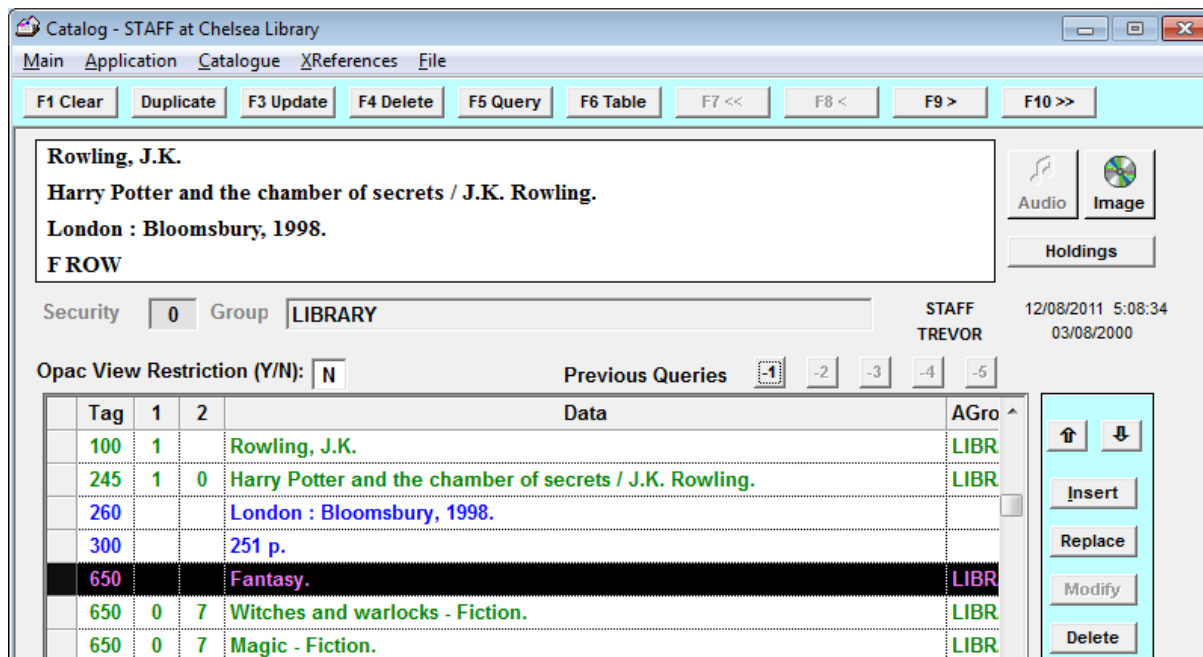 Catalog - STAFF at Chelsea Library
Main Application Catalogue XReferences File
F1 Clear Duplicate F3 Update F4 Delete F5 Query F6 Table F7 << F8 < F9 > F10 >>
Rowling, J.K.
Harry Potter and the chamber of secrets / J.K. Rowling.
London : Bloomsbury, 1998.
F ROW
Audio Image
Holdings
Security 0 Group LIBRARY STAFF 12/08/2011 5:08:34
TREVOR 03/08/2000
Opac View Restriction (Y/N): N Previous Queries -1 -2 -3 -4 -5
Tag 1 2 Data AGro
100 1 Rowling, J.K. LIBR
245 1 0 Harry Potter and the chamber of secrets / J.K. Rowling. LIBR
260 London : Bloomsbury, 1998.
300 251 p.
650 Fantasy. LIBR
650 0 7 Witches and warlocks - Fiction. LIBR
650 0 7 Magic - Fiction. LIBR
Insert
Replace
Modify
Delete